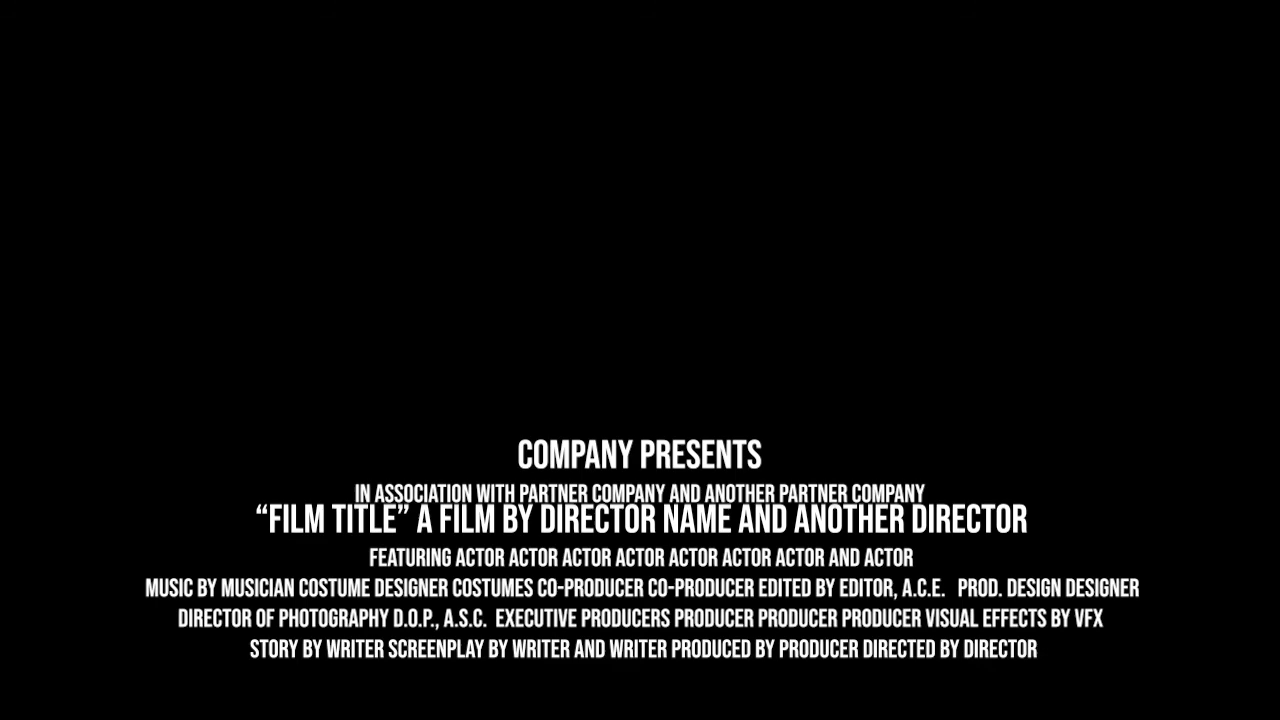 COMPANY PRESENTS
IN ASSOCIATION WITH PARTNER COMPANY AND ANOTHER PARTNER COMPANY
“FILM TITLE” A FILM BY DIRECTOR NAME AND ANOTHER DIRECTOR
FEATURING ACTOR ACTOR ACTOR ACTOR ACTOR ACTOR ACTOR AND ACTOR
MUSIC BY MUSICIAN COSTUME DESIGNER COSTUMES CO-PRODUCER CO-PRODUCER EDITED BY EDITOR, A.C.E. PROD. DESIGN DESIGNER
DIRECTOR OF PHOTOGRAPHY D.O.P., A.S.C. EXECUTIVE PRODUCERS PRODUCER PRODUCER PRODUCER VISUAL EFFECTS BY VFX
STORY BY WRITER SCREENPLAY BY WRITER AND WRITER PRODUCED BY PRODUCER DIRECTED BY DIRECTOR